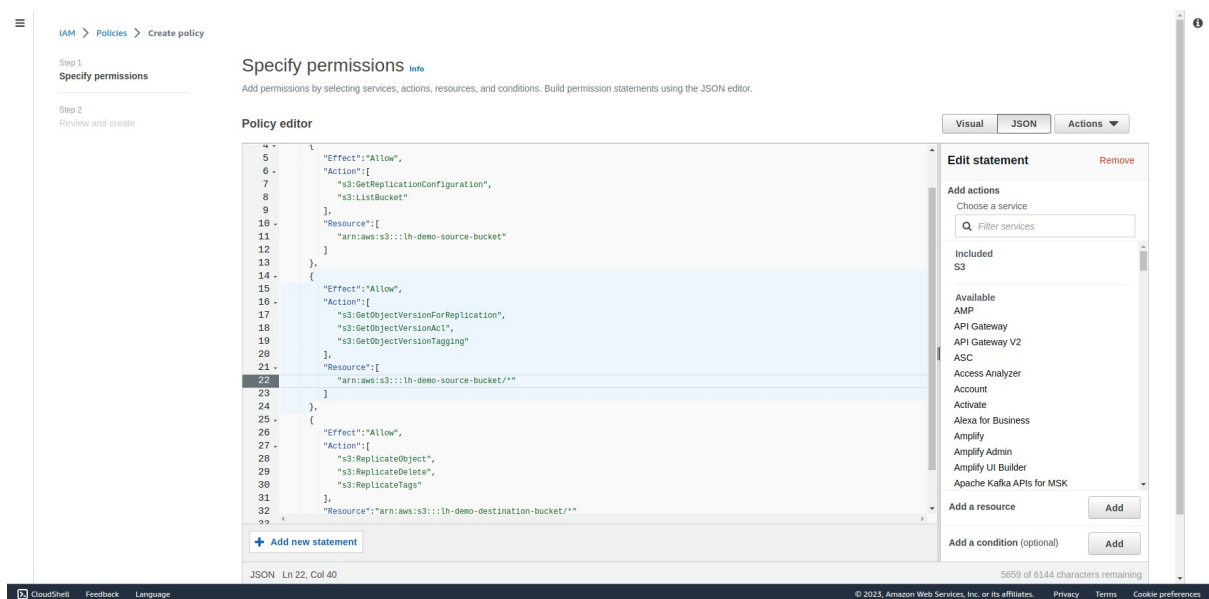 IAM > Policies > Create policy
Step 1
Specify permissions
Step 2
Review and create
Specify permissions Info
Add permissions by selecting services, actions, resources, and conditions. Build permission statements using the JSON editor.
Policy editor
Visual JSON Actions
4 {
5 "Effect":"Allow",
6 "Action":[
7 "s3:GetReplicationConfiguration",
8 "s3:ListBucket"
9 ],
10 "Resource":[
11 "arn:aws:s3:::lh-demo-source-bucket"
12 ]
13 },
14 {
15 "Effect":"Allow",
16 "Action":[
17 "s3:GetObjectVersionForReplication",
18 "s3:GetObjectVersionAcl",
19 "s3:GetObjectVersionTagging"
20 ],
21 "Resource":[
22 "arn:aws:s3:::lh-demo-source-bucket/*"
23 ]
24 },
25 {
26 "Effect":"Allow",
27 "Action":[
28 "s3:ReplicateObject",
29 "s3:ReplicateDelete",
30 "s3:ReplicateTags"
31 ],
32 "Resource":"arn:aws:s3:::lh-demo-destination-bucket/*"
33
+ Add new statement
JSON Ln 22, Col 40
Edit statement Remove
Add actions
Choose a service
Filter services
Included
S3
Available
AMP
API Gateway
API Gateway V2
ASC
Access Analyzer
Account
Activate
Alexa for Business
Amplify
Amplify Admin
Amplify UI Builder
Apache Kafka APIs for MSK
Add a resource Add
Add a condition (optional) Add
5659 of 6144 characters remaining
CloudShell Feedback Language © 2023, Amazon Web Services, Inc. or its affiliates. Privacy Terms Cookie preferences